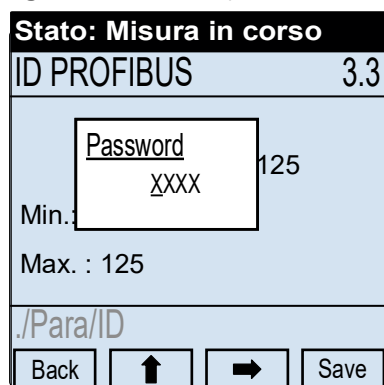 Stato: Misura in corso
ID PROFIBUS 3.3
Password
XXXX
125
Min.:
Max. : 125
./Para/ID
Back Save